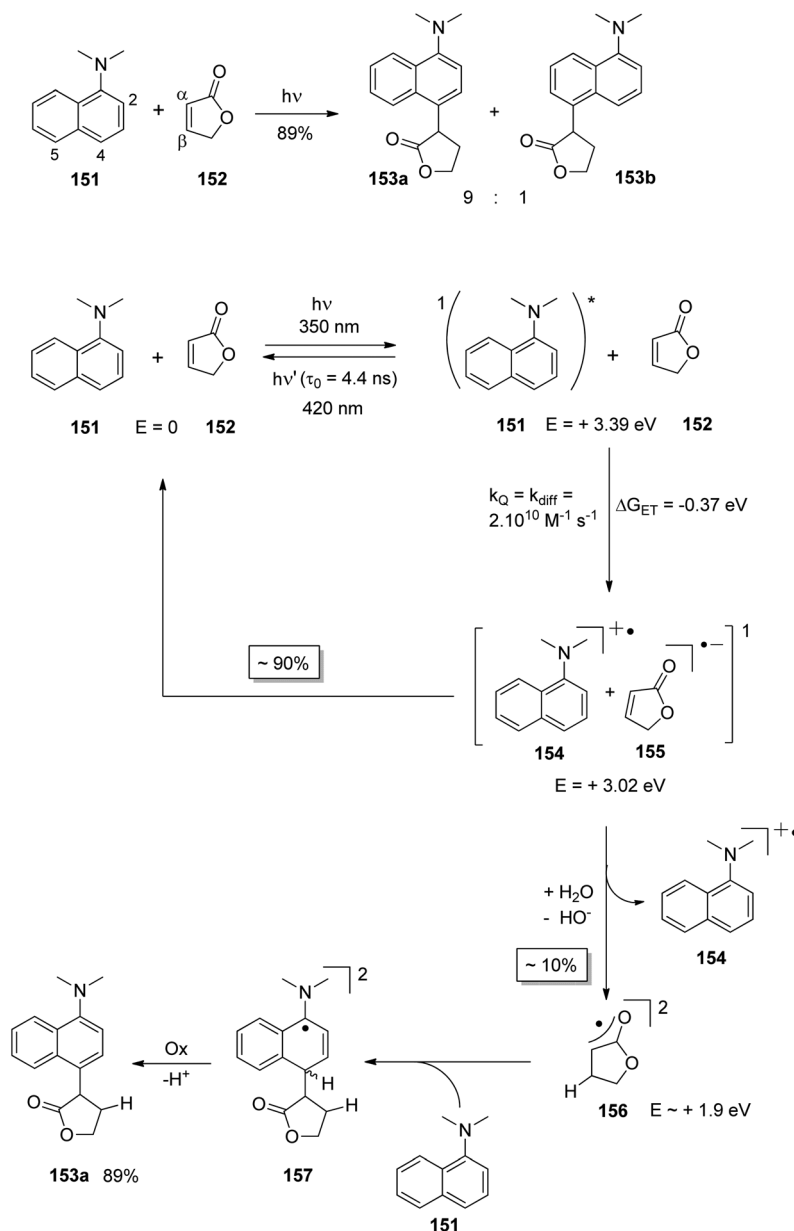 N N N
α O 2 hν
+ O 89% + 
β O O
5 4 O O
151 152 153a 153b
9 : 1
N O hν 1 N * O
350 nm
+ O + O
hν' (τ0 = 4.4 ns)
420 nm
151 E = 0 152 151 E = + 3.39 eV 152
kQ = kdiff =
2.10^10 M-1 s-1
ΔGET = -0.37 eV
+• •− 1
~ 90% N O
+ O
154 155
E = + 3.02 eV
+•
N
+ H2O
- HO-
154
~ 10%
N N 2 • O 2
Ox
-H+
• H O
O H O H H
O O
156 E ~ + 1.9 eV
N
153a 89% 157
151